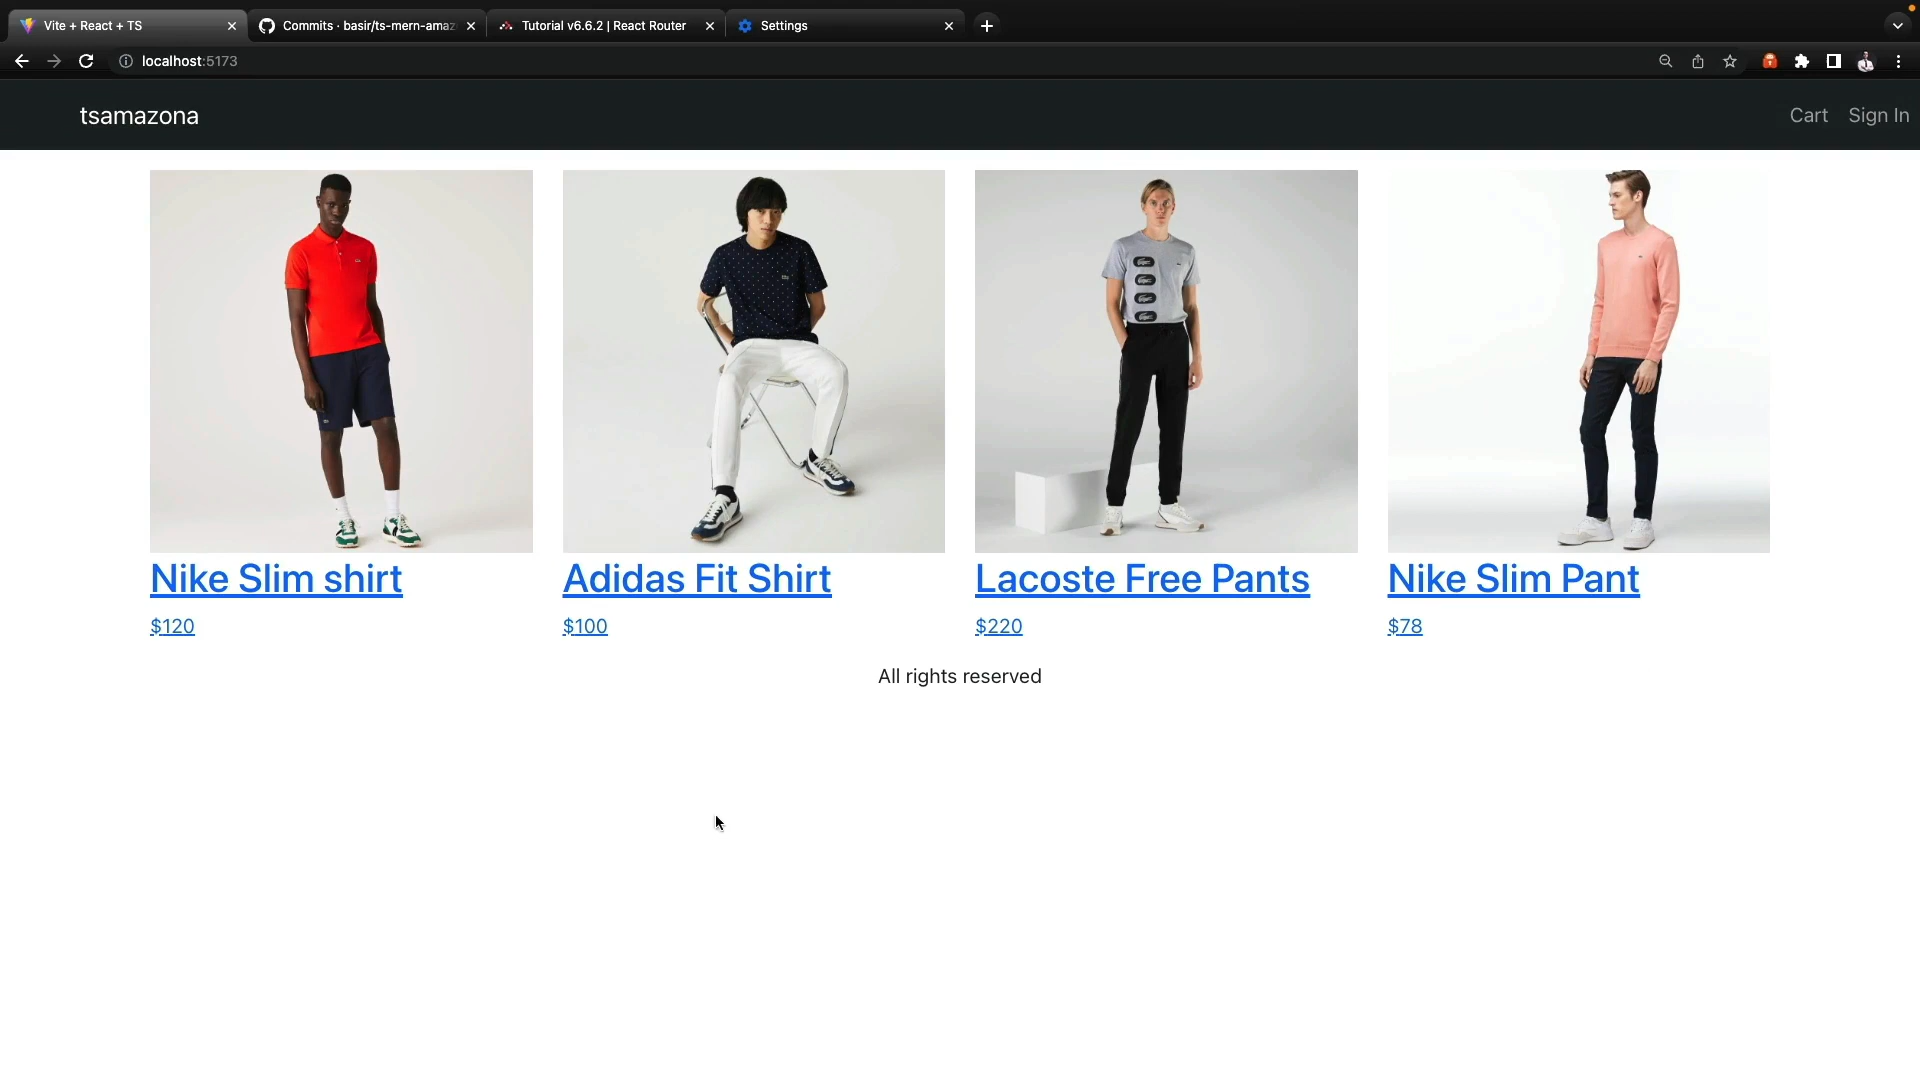 Vite + React + TS
Commits · basir/ts-mern-amaz
Tutorial v6.6.2 | React Router
Settings
localhost:5173
tsamazona
Cart
Sign In
Nike Slim shirt
Adidas Fit Shirt
Lacoste Free Pants
Nike Slim Pant
$120
$100
$220
$78
All rights reserved